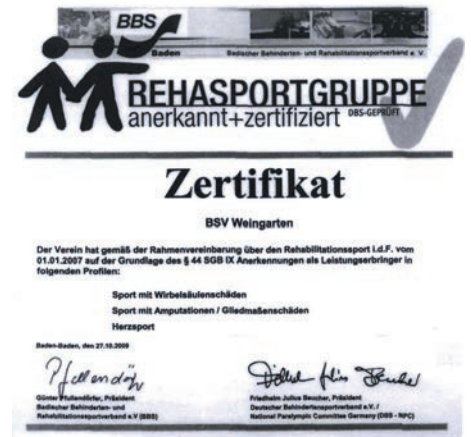 BBS
Baden
Badischer Behinderten- und Rehabilitationssportverband e. V.
REHASPORTGRUPPE
anerkannt+zertifiziert DBS-GEPRÜFT
Zertifikat
BSV Weingarten
Der Verein hat gemäß der Rahmenvereinbarung über den Rehabilitationssport i.d.F. vom
01.01.2007 auf der Grundlage des § 44 SGB IX Anerkennungen als Leistungserbringer in
folgenden Profilen:
Sport mit Wirbelsäulenschäden
Sport mit Amputationen / Gliedmaßenschäden
Herzsport
Baden-Baden, den 27.10.2009
Günter Pfullendörfer, Präsident
Badischer Behinderten- und
Rehabilitationssportverband e.V (BBS)
Friedhelm Julius Beucher, Präsident
Deutscher Behindertensportverband e.V. /
National Paralympic Committee Germany (DBS - NPC)